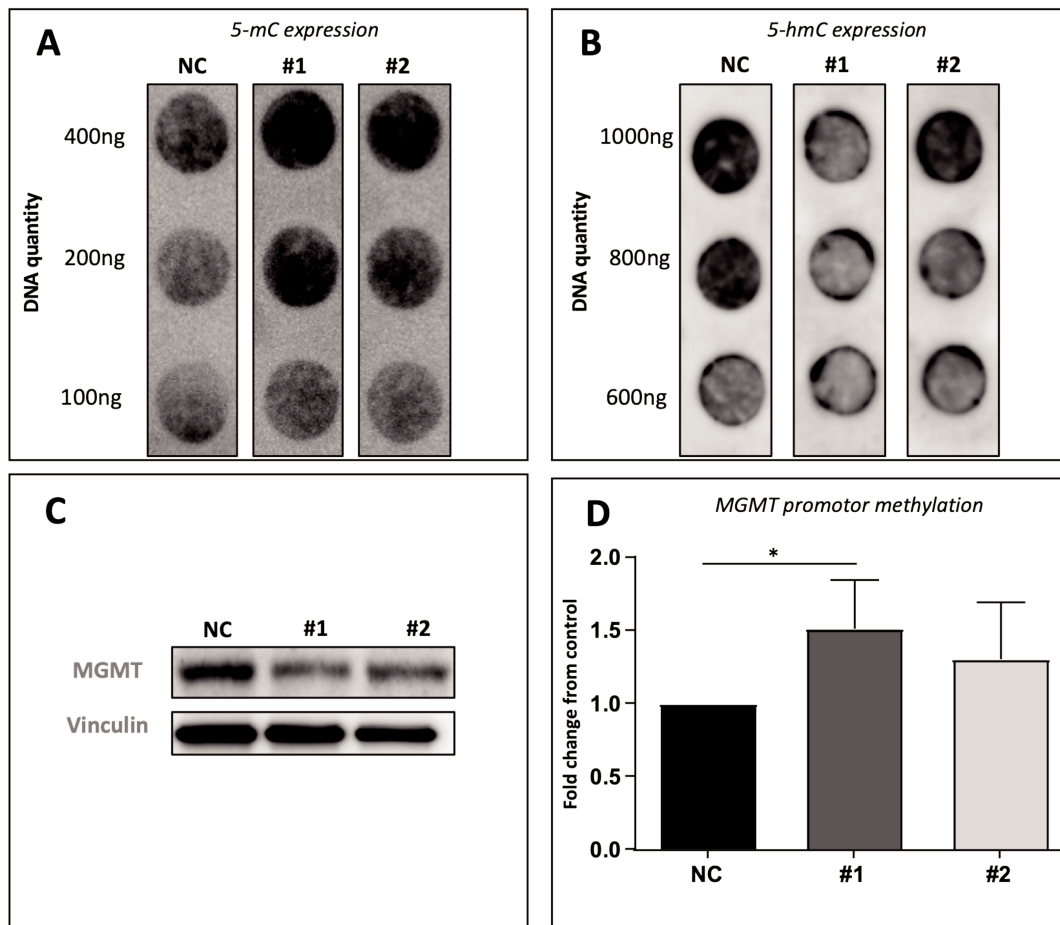 A
5-mC expression
NC #1 #2
400ng
200ng
100ng
DNA quantity
B
5-hmC expression
NC #1 #2
1000ng
800ng
600ng
DNA quantity
C
NC #1 #2
MGMT
Vinculin
D
MGMT promotor methylation
*
Fold change from control
2.0
1.5
1.0
0.5
0.0
NC #1 #2